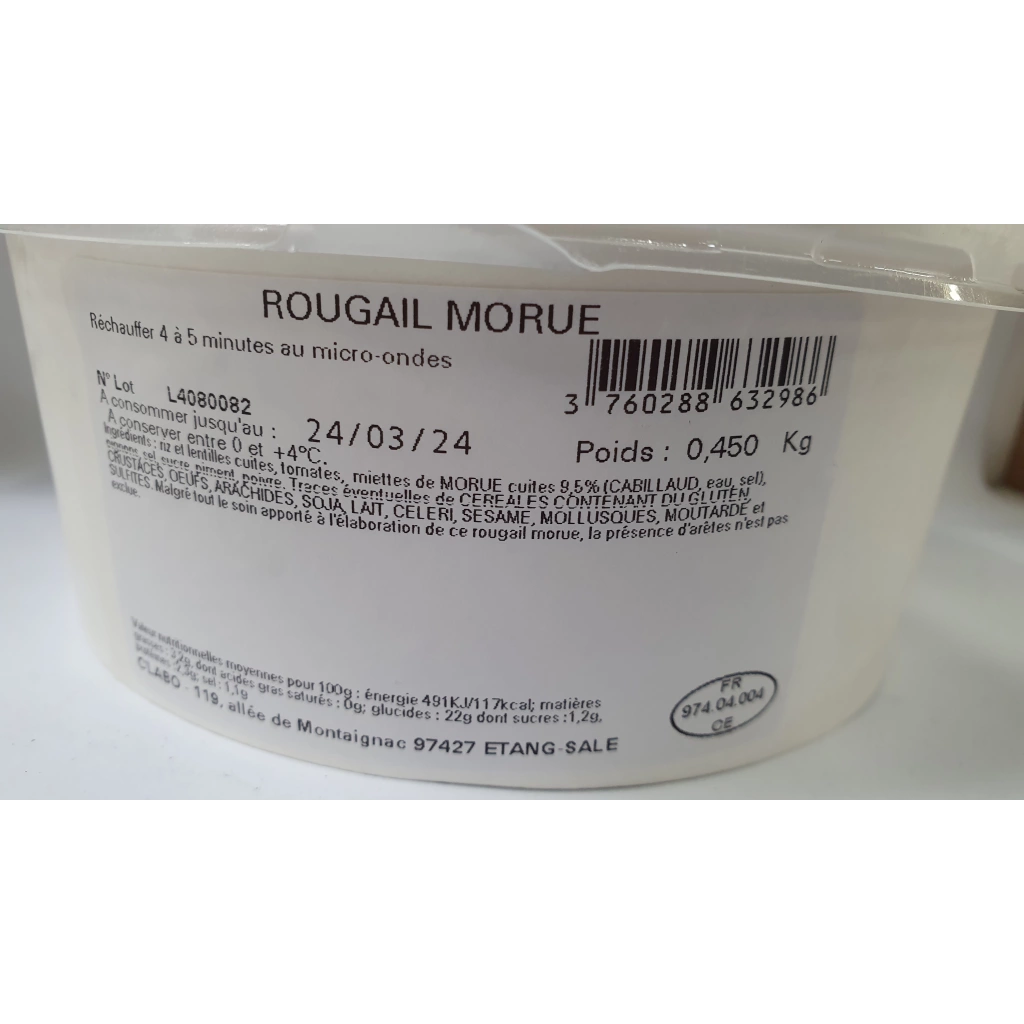 ROUGAIL MORUE
Réchauffer 4 à 5 minutes au micro-ondes
3 760288 632986
N° Lot L4080082
A consommer jusqu'au : 24/03/24
A conserver entre 0 et +4°C.
Poids : 0,450 Kg
Ingrédients : riz et lentilles cuites, tomates, miettes de MORUE cuites 9,5% (CABILLAUD, eau, sel),
sel, sucre, piment, poivre. Traces éventuelles de CEREALES CONTENANT DU GLUTEN,
CRUSTACES, OEUFS, ARACHIDES, SOJA, LAIT, CELERI, SESAME, MOLLUSQUES, MOUTARDE et
SULFITES. Malgré tout le soin apporté à l'élaboration de ce rougail morue, la présence d'arêtes n'est pas
exclue.
Valeur nutritionnelles moyennes pour 100g : énergie 491KJ/117kcal; matières
grasses : 2,2g, dont acides gras saturés : 0g; glucides : 22g dont sucres :1,2g,
sel : 1,1g
CLABO - 119, allée de Montaignac 97427 ETANG-SALE
FR
974.04.004
CE